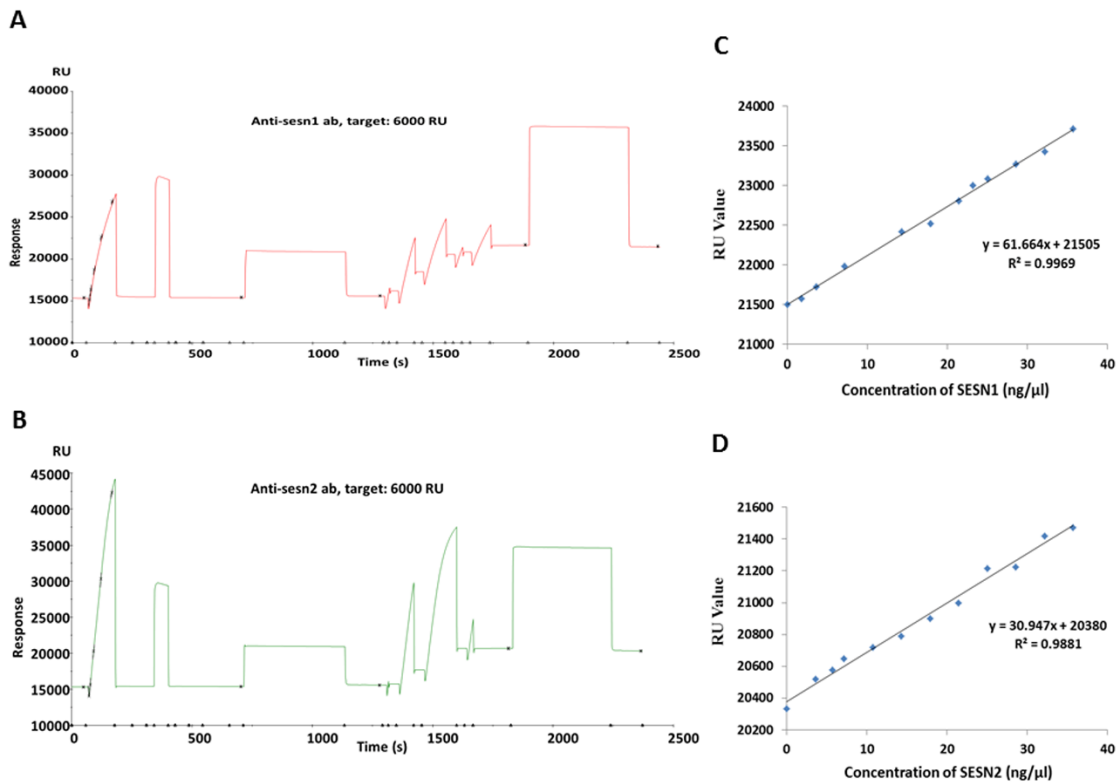 A
RU
40000
35000
30000
25000
20000
15000
10000
Response
Anti-sesn1 ab, target: 6000 RU
0
500
1000
1500
2000
2500
Time (s)
B
RU
45000
40000
35000
30000
25000
20000
15000
10000
Response
Anti-sesn2 ab, target: 6000 RU
0
500
1000
1500
2000
2500
Time (s)
C
24000
23500
23000
22500
22000
21500
21000
RU Value
y = 61.664x + 21505
R² = 0.9969
0
10
20
30
40
Concentration of SESN1 (ng/µl)
D
21600
21400
21200
21000
20800
20600
20400
20200
RU Value
y = 30.947x + 20380
R² = 0.9881
0
10
20
30
40
Concentration of SESN2 (ng/µl)